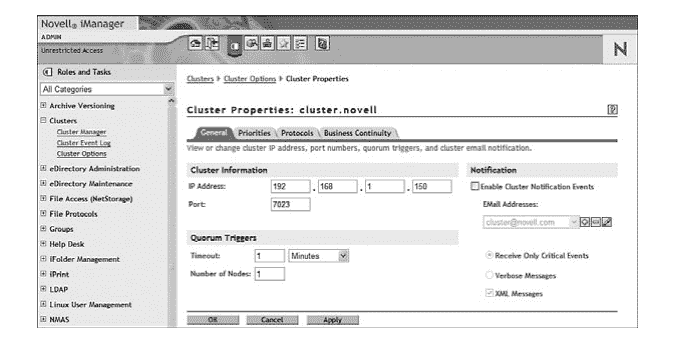 Novell® iManager
ADMIN
Unrestricted Access
N
Roles and Tasks
All Categories
Archive Versioning
Clusters
Cluster Manager
Cluster Event Log
Cluster Options
eDirectory Administration
eDirectory Maintenance
File Access (NetStorage)
File Protocols
Groups
Help Desk
iFolder Management
iPrint
LDAP
Linux User Management
NMAS
Clusters Cluster Options Cluster Properties
Cluster Properties: cluster.novell ?
General Priorities Protocols Business Continuity
View or change cluster IP address, port numbers, quorum triggers, and cluster email notification.
Cluster Information
IP Address: 192 . 168 . 1 . 150
Port: 7023
Quorum Triggers
Timeout: 1 Minutes
Number of Nodes: 1
Notification
Enable Cluster Notification Events
EMail Addresses:
cluster@novell.com
Receive Only Critical Events
Verbose Messages
XML Messages
OK Cancel Apply